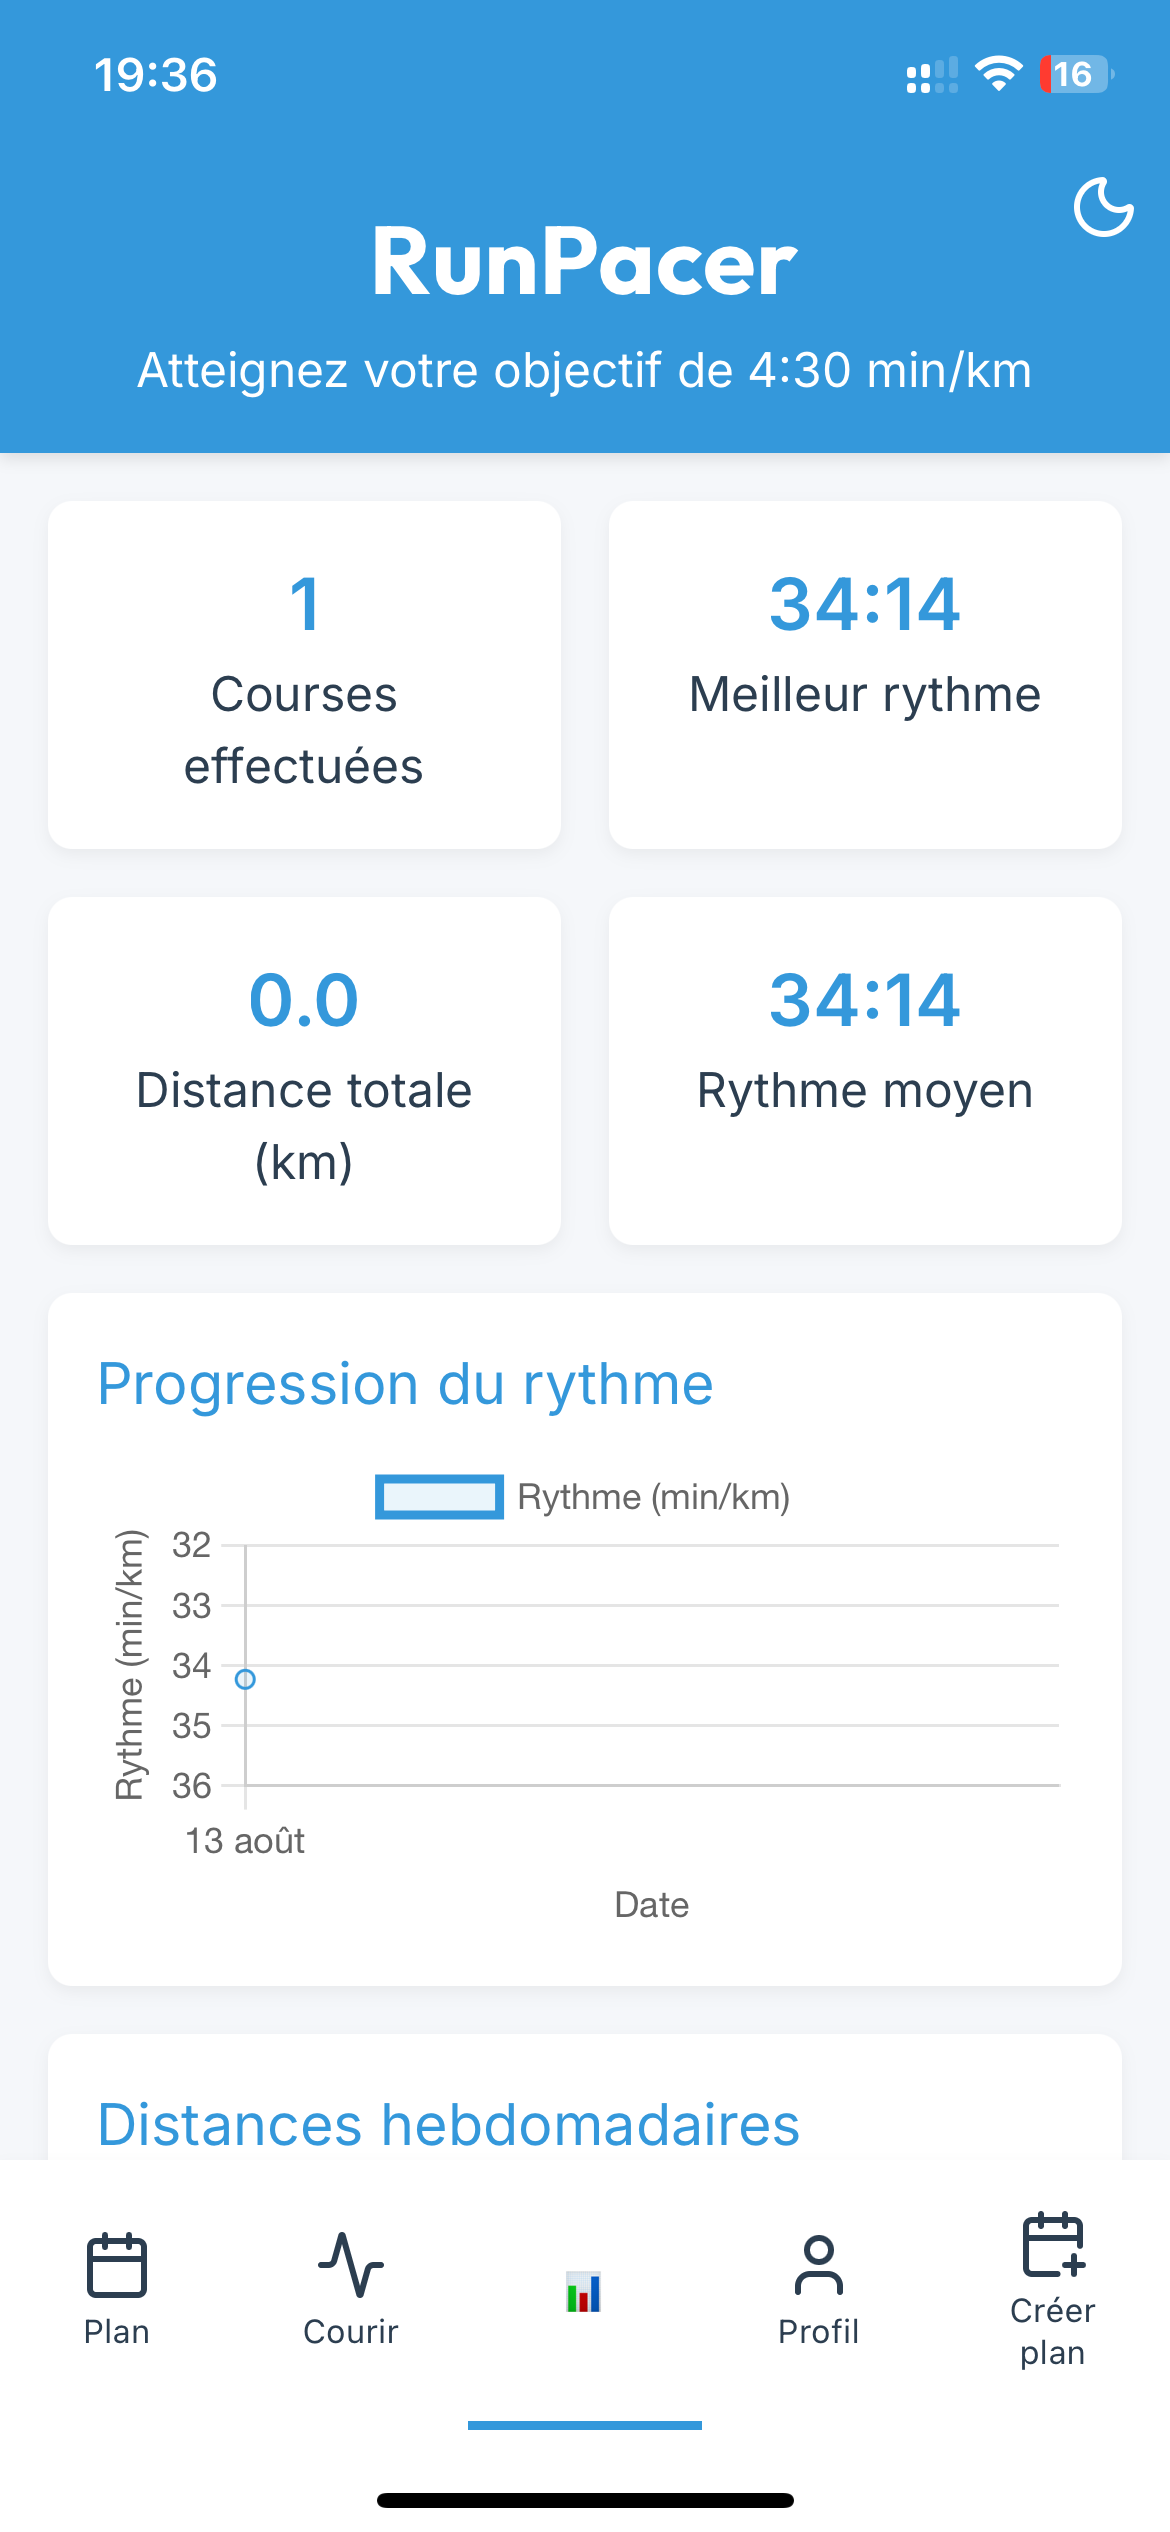 19:36
16
RunPacer
Atteignez votre objectif de 4:30 min/km
1
Courses
effectuées
34:14
Meilleur rythme
0.0
Distance totale
(km)
34:14
Rythme moyen
Progression du rythme
Rythme (min/km)
Rythme (min/km)
32
33
34
35
36
13 août
Date
Distances hebdomadaires
Plan
Courir
Profil
Créer
plan